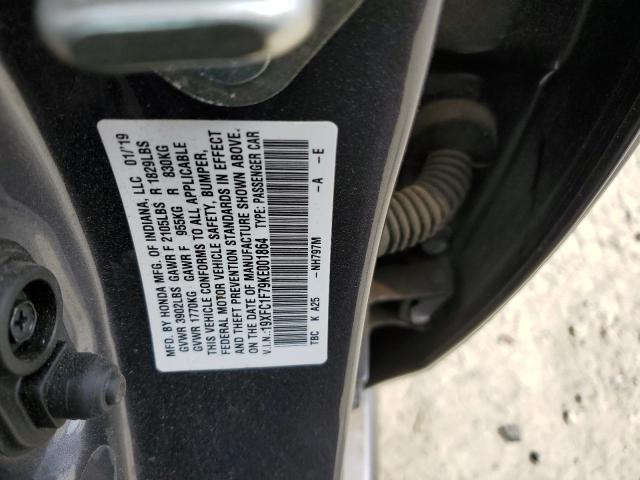 MFD. BY HONDA MFG. OF INDIANA, LLC 01/'19
GVWR 3902LBS GAWR F 2105LBS R 1829LBS
GVWR 1770KG GAWR F 955KG R 830KG
THIS VEHICLE CONFORMS TO ALL APPLICABLE
FEDERAL MOTOR VEHICLE SAFETY, BUMPER,
AND THEFT PREVENTION STANDARDS IN EFFECT
ON THE DATE OF MANUFACTURE SHOWN ABOVE.
V.I.N.:19XFC1F79KE001864 TYPE: PASSENGER CAR
TBC K A25 -NH797M -A -E